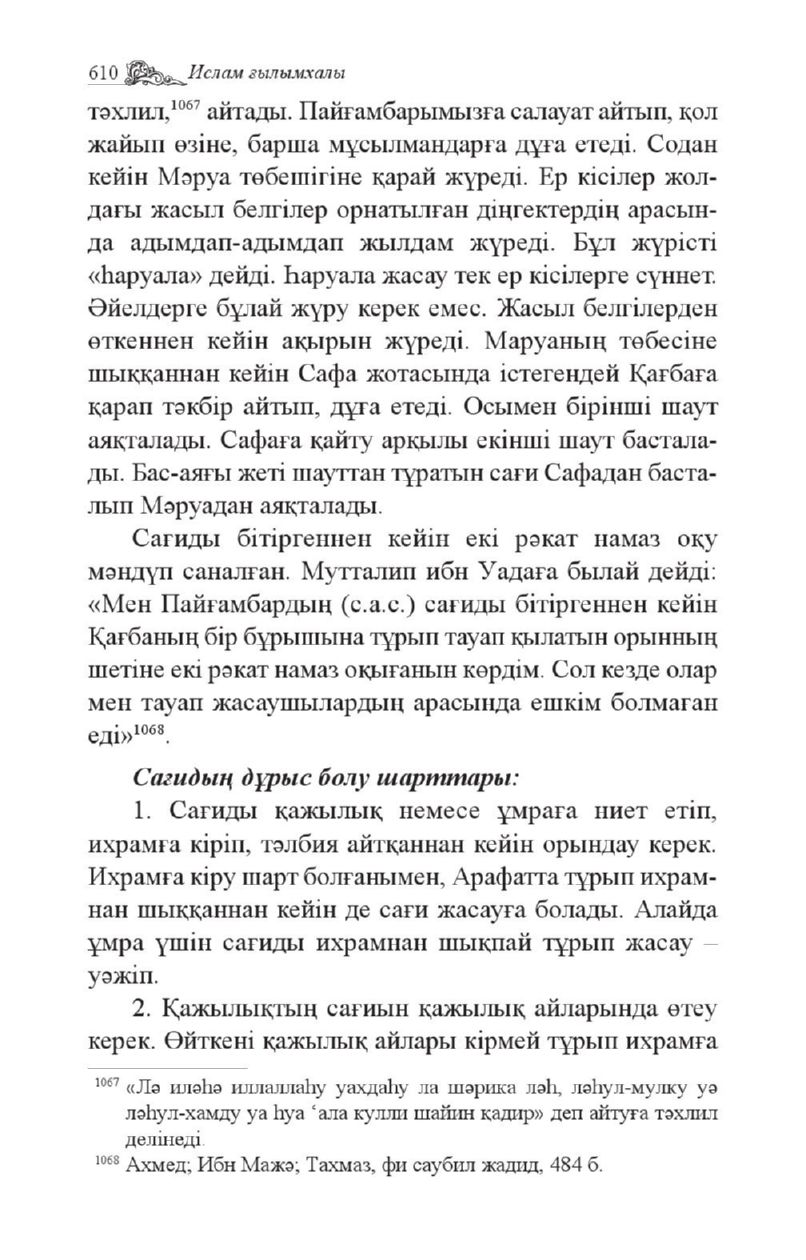 610 Ислам ғылымхалы
тәхлил,¹⁰⁶⁷ айтады. Пайғамбарымызға салауат айтып, қол
жайып өзіне, барша мұсылмандарға дұға етеді. Содан
кейін Мәруа төбешігіне қарай жүреді. Ер кісілер жол-
дағы жасыл белгілер орнатылған діңгектердің арасын-
да адымдап-адымдап жылдам жүреді. Бұл жүрісті
«һаруала» дейді. Һаруала жасау тек ер кісілерге сүннет.
Әйелдерге бұлай жүру керек емес. Жасыл белгілерден
өткеннен кейін ақырын жүреді. Маруаның төбесіне
шыққаннан кейін Сафа жотасында істегендей Қағбаға
қарап тәкбір айтып, дұға етеді. Осымен бірінші шаут
аяқталады. Сафаға қайту арқылы екінші шаут бастала-
ды. Бас-аяғы жеті шауттан тұратын сағи Сафадан баста-
лып Мәруадан аяқталады.
Сағиды бітіргеннен кейін екі рәкат намаз оқу
мәндүп саналған. Мутталип ибн Уадаға былай дейді:
«Мен Пайғамбардың (с.а.с.) сағиды бітіргеннен кейін
Қағбаның бір бұрышына тұрып тауап қылатын орынның
шетіне екі рәкат намаз оқығанын көрдім. Сол кезде олар
мен тауап жасаушылардың арасында ешкім болмаған
еді»¹⁰⁶⁸.
Сағидың дұрыс болу шарттары:
1. Сағиды қажылық немесе ұмраға ниет етіп,
ихрамға кіріп, тәлбия айтқаннан кейін орындау керек.
Ихрамға кіру шарт болғанымен, Арафатта тұрып ихрам-
нан шыққаннан кейін де сағи жасауға болады. Алайда
ұмра үшін сағиды ихрамнан шықпай тұрып жасау –
уәжіп.
2. Қажылықтың сағиын қажылық айларында өтеу
керек. Өйткені қажылық айлары кірмей тұрып ихрамға
¹⁰⁶⁷ «Лә иләһә иллаллаһу уахдаһу ла шәрика ләһ, ләһул-мулку уә
ләһул-хамду уа һуа ‘ала кулли шайин қадир» деп айтуға тәхлил
делінеді.
¹⁰⁶⁸ Ахмед; Ибн Мажә; Тахмаз, фи саубил жадид, 484 б.